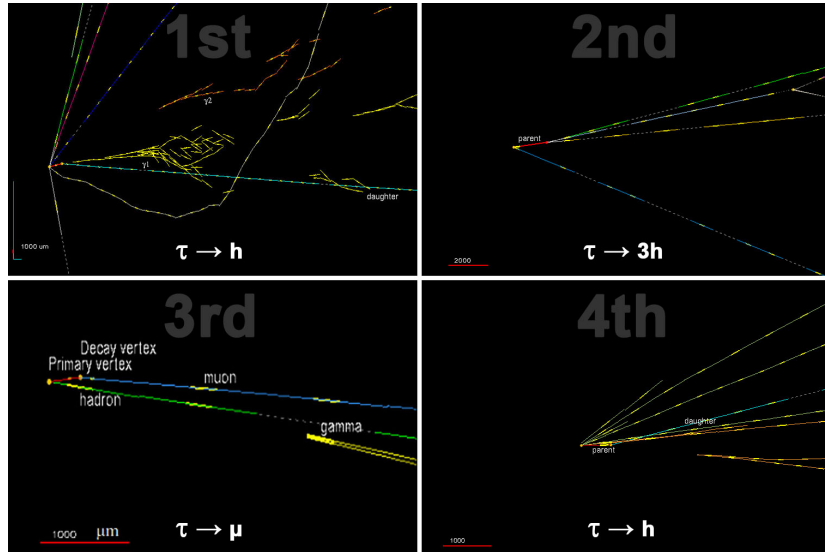 1st
γ2
γ1
daughter
1000 um
τ → h
2nd
parent
2000
τ → 3h
3rd
Decay vertex
Primary vertex
muon
hadron
gamma
1000 μm
τ → μ
4th
daughter
parent
1000
τ → h